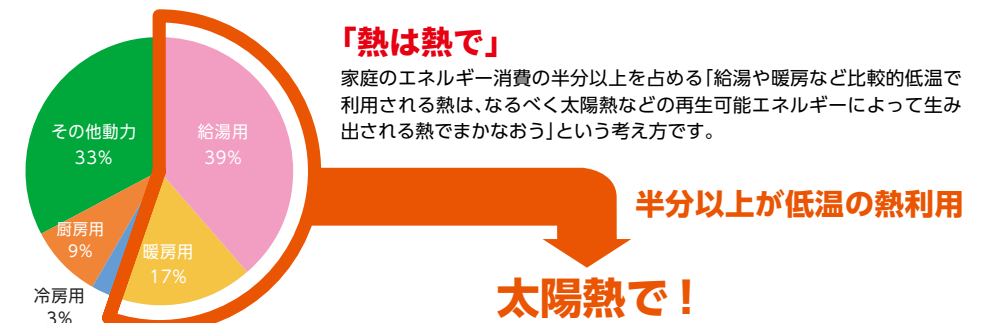 「熱は熱で」
家庭のエネルギー消費の半分以上を占める「給湯や暖房など比較的低温で
利用される熱は、なるべく太陽熱などの再生可能エネルギーによって生み
出される熱でまかなおう」という考え方です。
その他動力
33%
給湯用
39%
厨房用
9%
暖房用
17%
冷房用
3%
半分以上が低温の熱利用
太陽熱で！